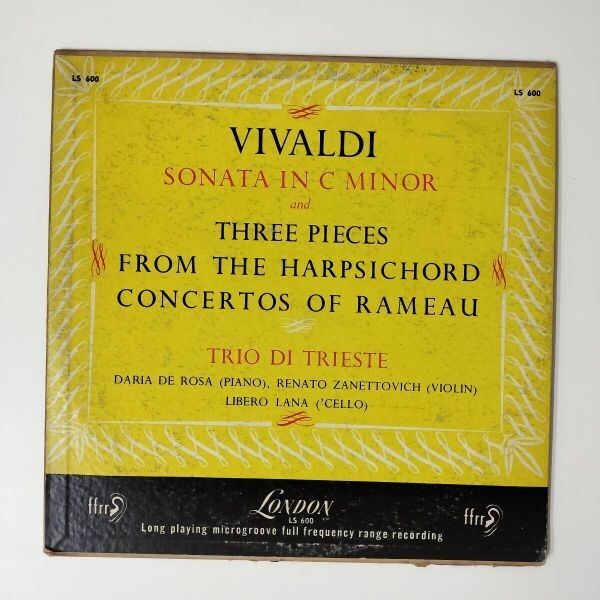 LS 600
LS 600
VIVALDI
SONATA IN C MINOR
and
THREE PIECES
FROM THE HARPSICHORD
CONCERTOS OF RAMEAU
TRIO DI TRIESTE
DARIA DE ROSA (PIANO), RENATO ZANETTOVICH (VIOLIN)
LIBERO LANA ('CELLO)
ffrr
LONDON
ffrr
LS 600
Long playing microgroove full frequency range recording